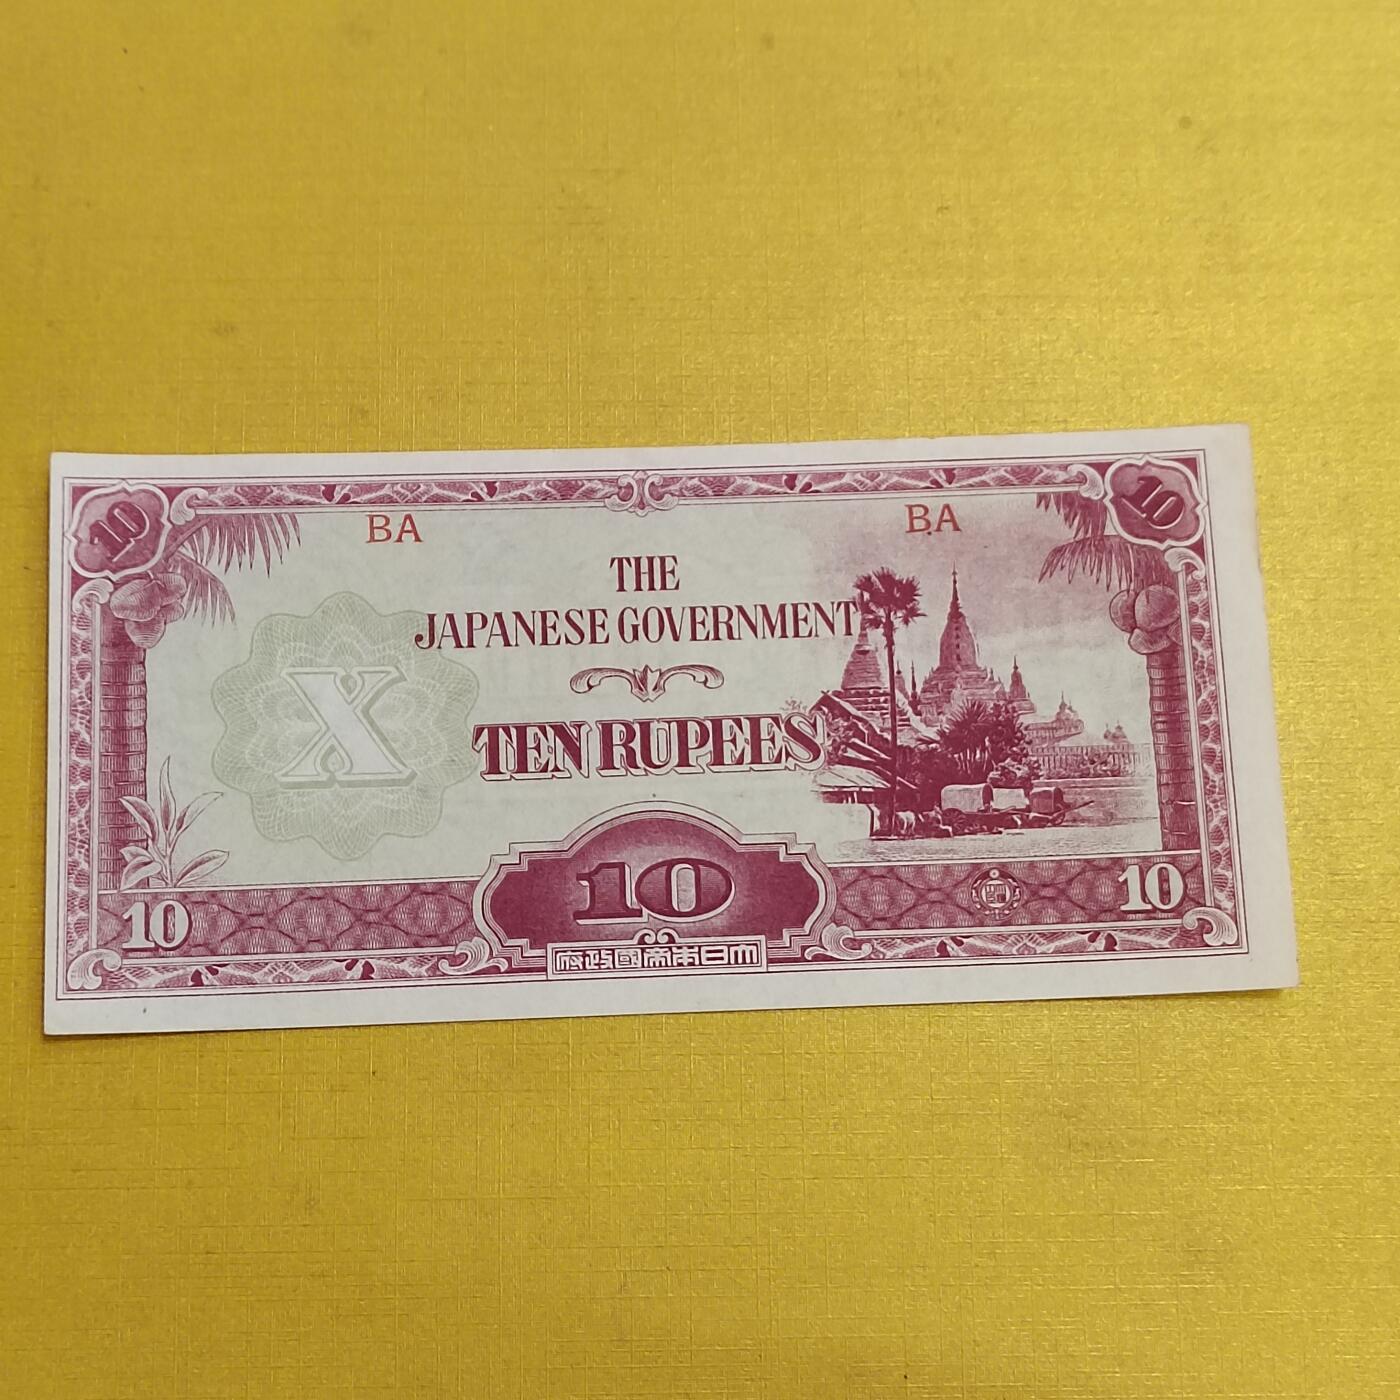 10
10
BA
BA
THE
JAPANESE GOVERNMENT
X
TEN RUPEES
10
10
10
府政國帝本日大